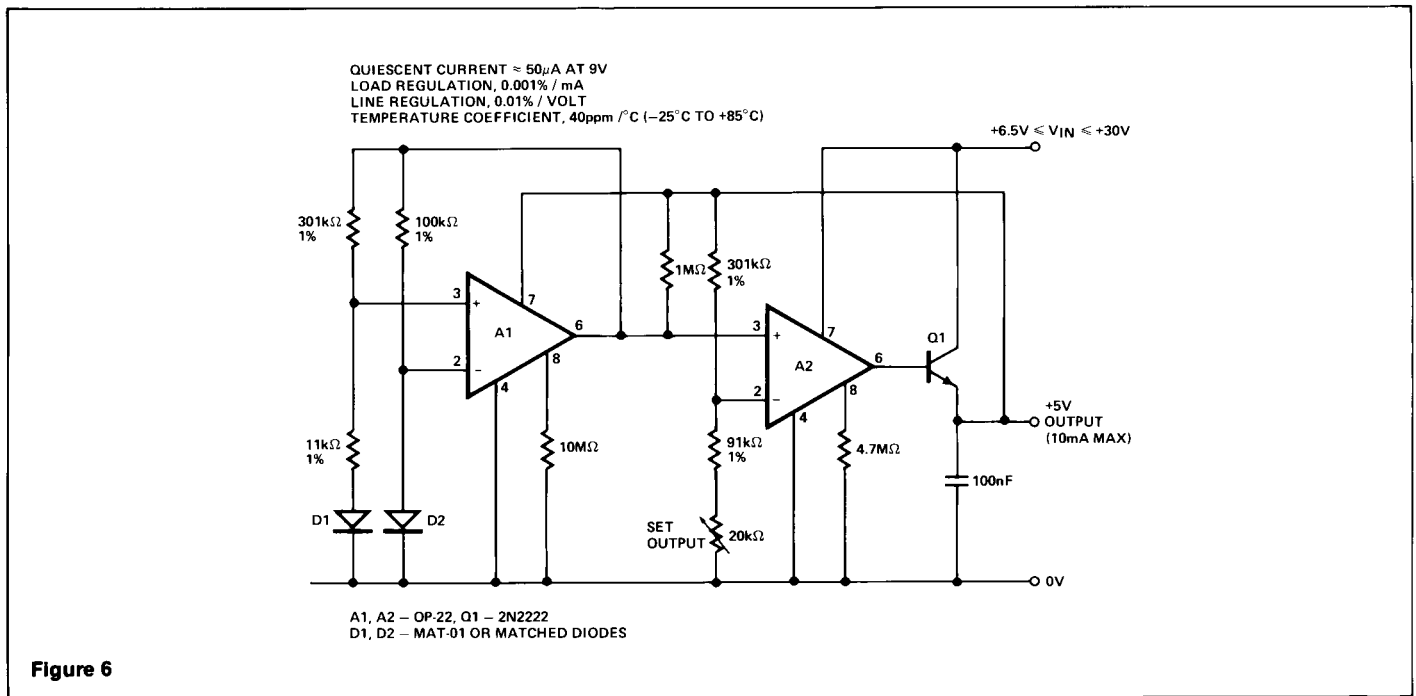 QUIESCENT CURRENT ≈ 50µA AT 9V
LOAD REGULATION, 0.001% / mA
LINE REGULATION, 0.01% / VOLT
TEMPERATURE COEFFICIENT, 40ppm /°C (−25°C TO +85°C)
+6.5V ≤ VIN ≤ +30V
301kΩ
1%
100kΩ
1%
1MΩ
301kΩ
1%
3
+
7
A1
6
2
−
8
4
3
+
7
A2
6
2
−
8
4
Q1
+5V
OUTPUT
(10mA MAX)
11kΩ
1%
10MΩ
91kΩ
1%
4.7MΩ
100nF
D1
D2
SET
OUTPUT
20kΩ
0V
A1, A2 – OP-22, Q1 – 2N2222
D1, D2 – MAT-01 OR MATCHED DIODES
Figure 6